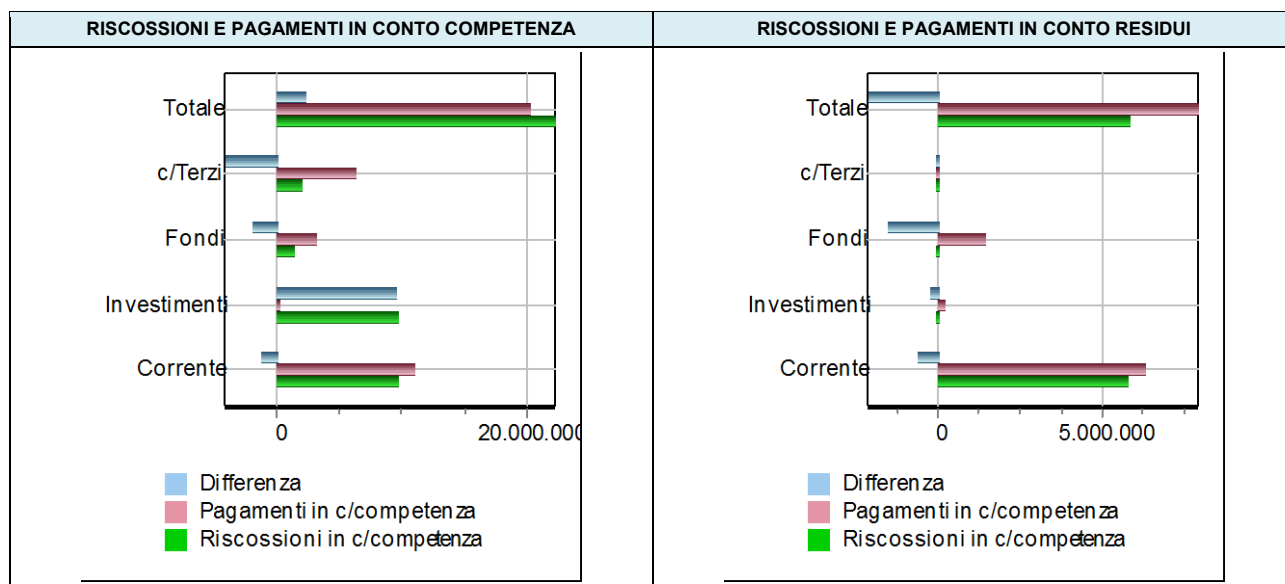 RISCOSSIONI E PAGAMENTI IN CONTO COMPETENZA
Totale
c/Terzi
Fondi
Investimenti
Corrente
0 20.000.000
Differenza
Pagamenti in c/competenza
Riscossioni in c/competenza
RISCOSSIONI E PAGAMENTI IN CONTO RESIDUI
Totale
c/Terzi
Fondi
Investimenti
Corrente
0 5.000.000
Differenza
Pagamenti in c/competenza
Riscossioni in c/competenza